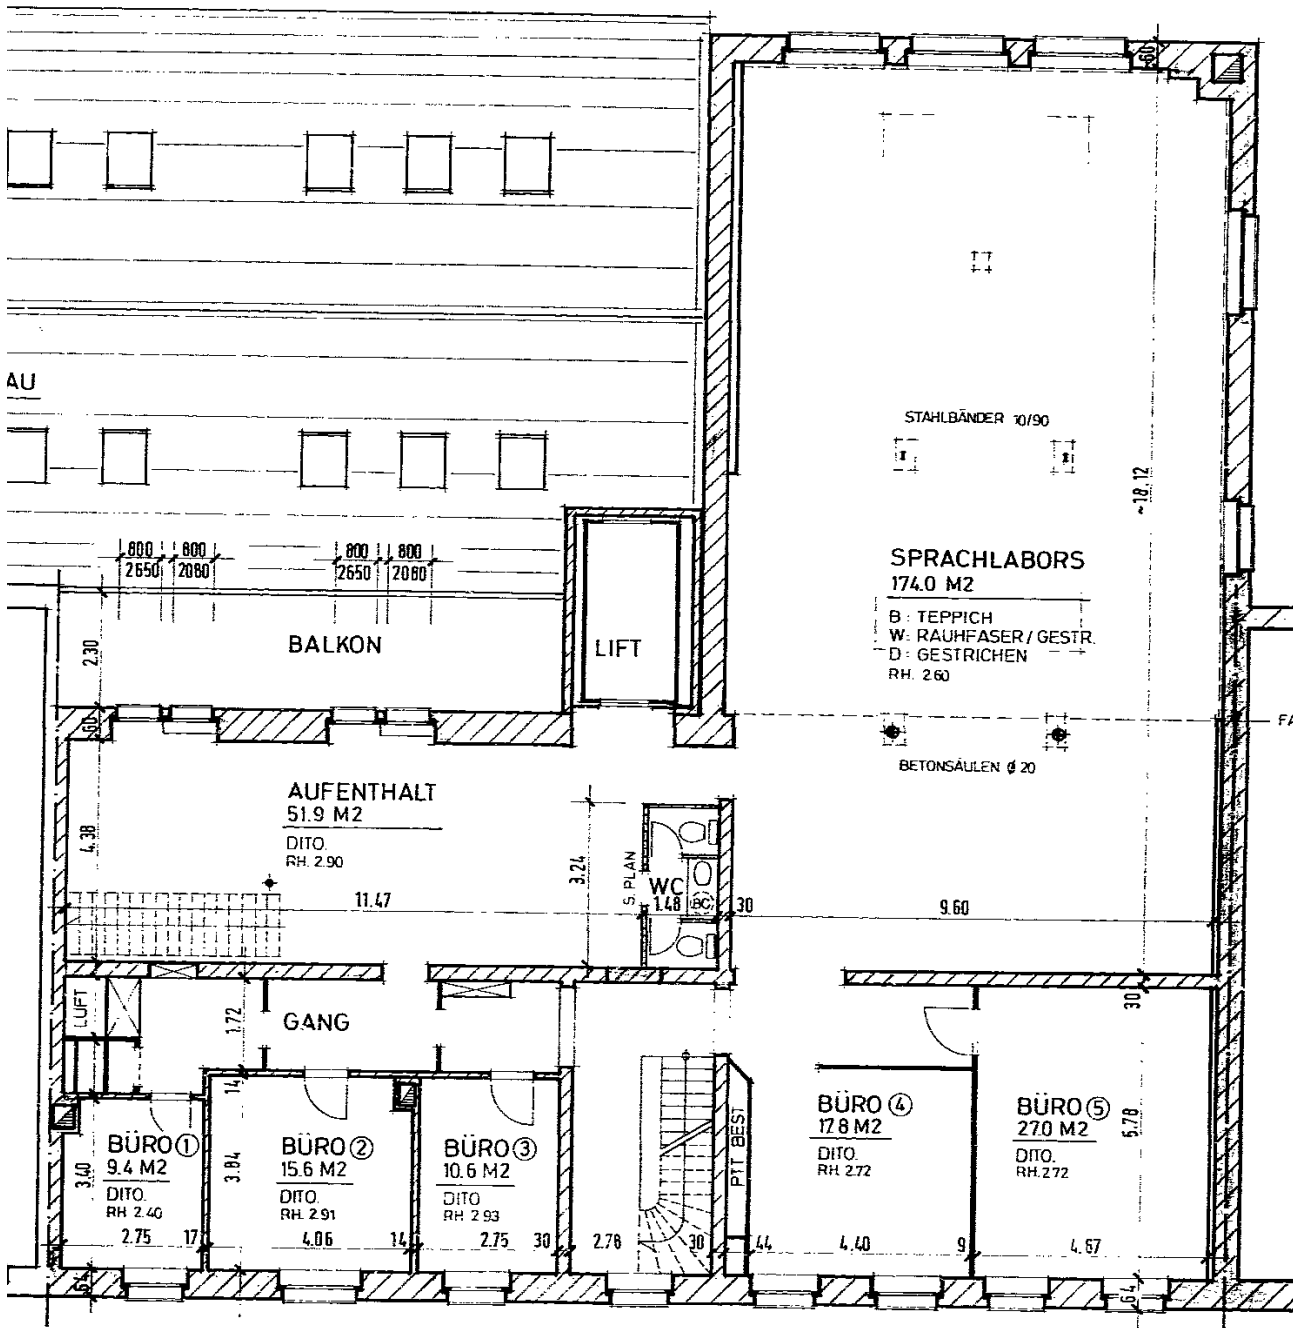 60
AU
STAHLBÄNDER 10/90
~18.12
800 800
2650 2080
800 800
2650 2080
SPRACHLABORS
174.0 M2
B: TEPPICH
W: RAUHFASER / GESTR.
D: GESTRICHEN
RH. 2.60
BALKON
2.30
LIFT
60
FA
BETONSÄULEN Ø 20
AUFENTHALT
51.9 M2
DITO.
RH. 2.90
4.38
3.24
S. PLAN
WC
11.47
1.48
BC
30
9.60
LUFT
1.72
GANG
30
14
BÜRO ①
9.4 M2
DITO.
RH 2.40
3.40
BÜRO ②
15.6 M2
DITO.
RH. 2.91
3.84
BÜRO ③
10.6 M2
DITO
RH 2.93
PTT BEST
BÜRO ④
17.8 M2
DITO.
RH 2.72
BÜRO ⑤
27.0 M2
DITO.
RH. 2.72
5.78
2.75 17 4.06 14 2.75 30 2.78 30 44 4.40 9 4.67
64
64